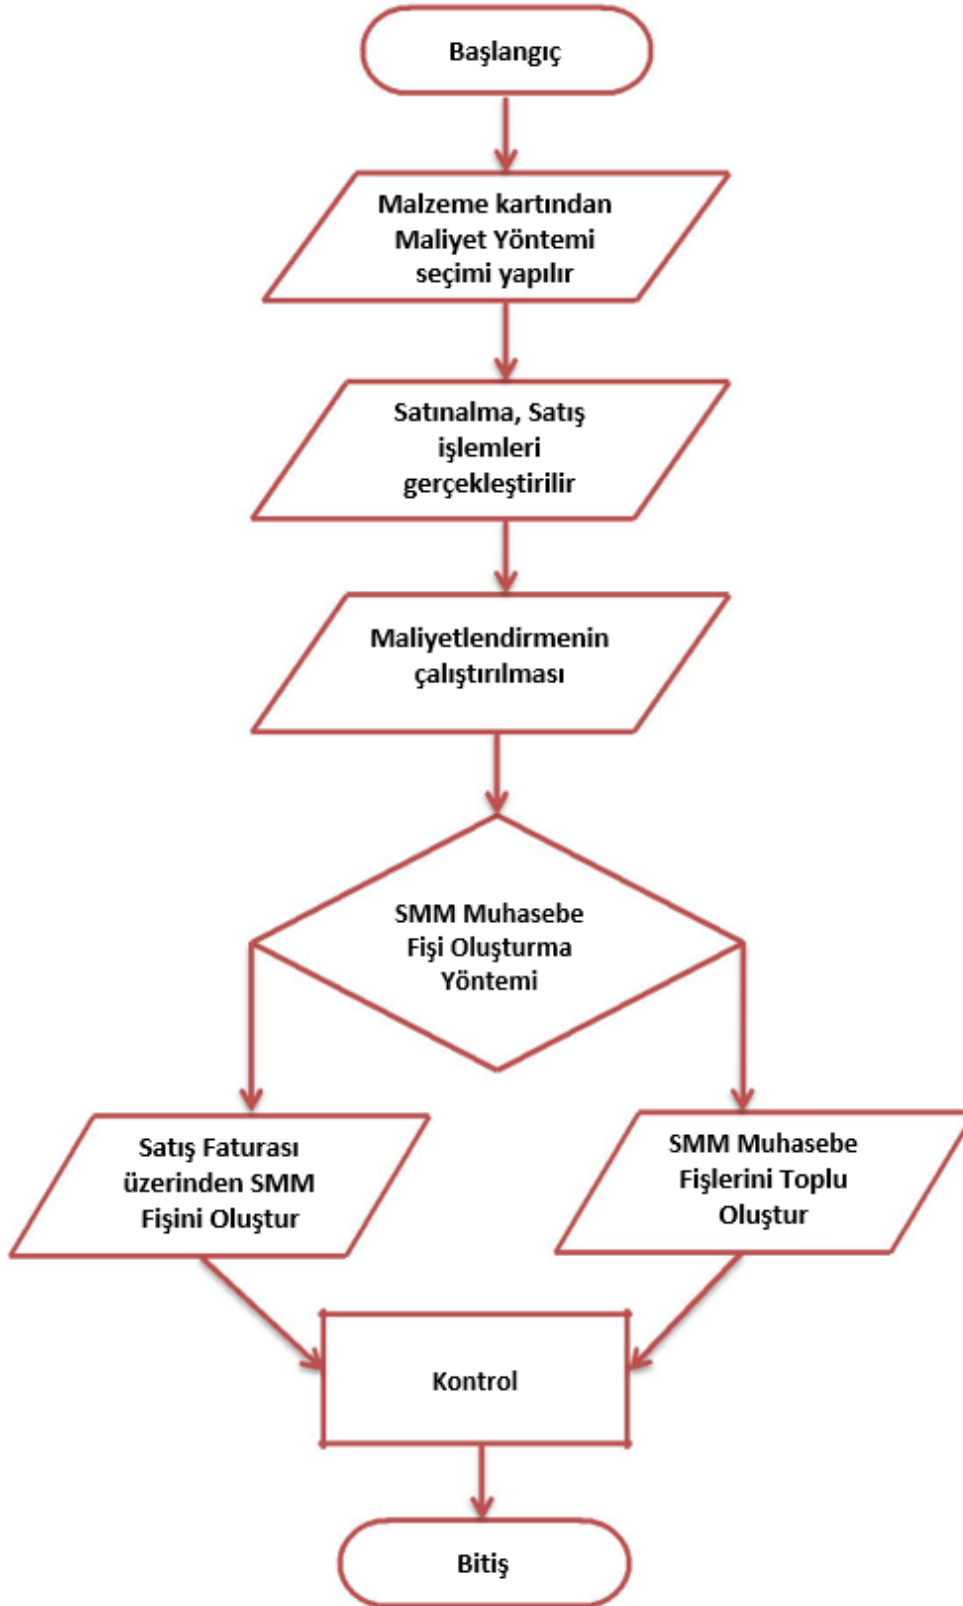 Başlangıç
Malzeme kartından
Maliyet Yöntemi
seçimi yapılır
Satınalma, Satış
işlemleri
gerçekleştirilir
Maliyetlendirmenin
çalıştırılması
SMM Muhasebe
Fişi Oluşturma
Yöntemi
Satış Faturası
üzerinden SMM
Fişini Oluştur
SMM Muhasebe
Fişlerini Toplu
Oluştur
Kontrol
Bitiş